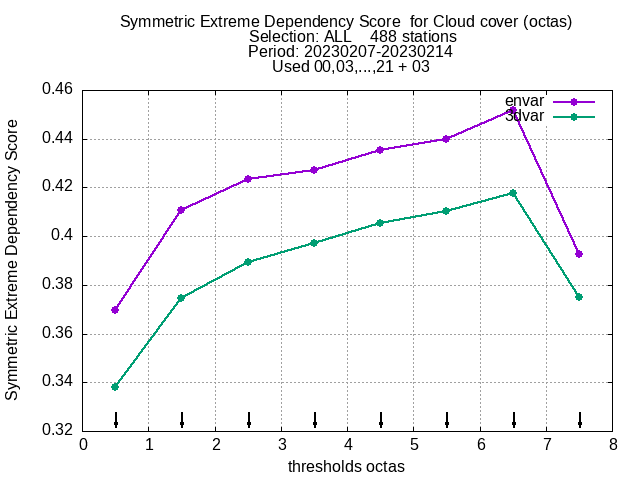 Symmetric Extreme Dependency Score  for Cloud cover (octas)
Selection: ALL    488 stations
Period: 20230207-20230214
Used 00,03,...,21 + 03
envar
3dvar
Symmetric Extreme Dependency Score
0.46
0.44
0.42
0.4
0.38
0.36
0.34
0.32
0 1 2 3 4 5 6 7 8
thresholds octas